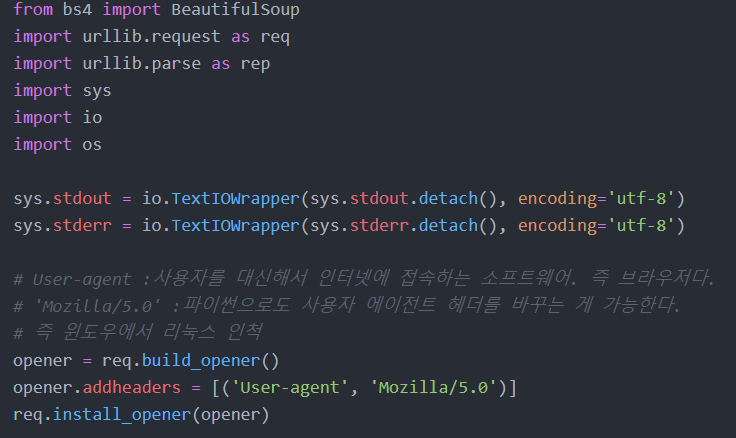 from bs4 import BeautifulSoup
import urllib.request as req
import urllib.parse as rep
import sys
import io
import os
sys.stdout = io.TextIOWrapper(sys.stdout.detach(), encoding='utf-8')
sys.stderr = io.TextIOWrapper(sys.stderr.detach(), encoding='utf-8')
# User-agent :사용자를 대신해서 인터넷에 접속하는 소프트웨어. 즉 브라우저다.
# 'Mozilla/5.0' :파이썬으로도 사용자 에이전트 헤더를 바꾸는 게 가능한다.
# 즉 윈도우에서 리눅스 인척
opener = req.build_opener()
opener.addheaders = [('User-agent', 'Mozilla/5.0')]
req.install_opener(opener)